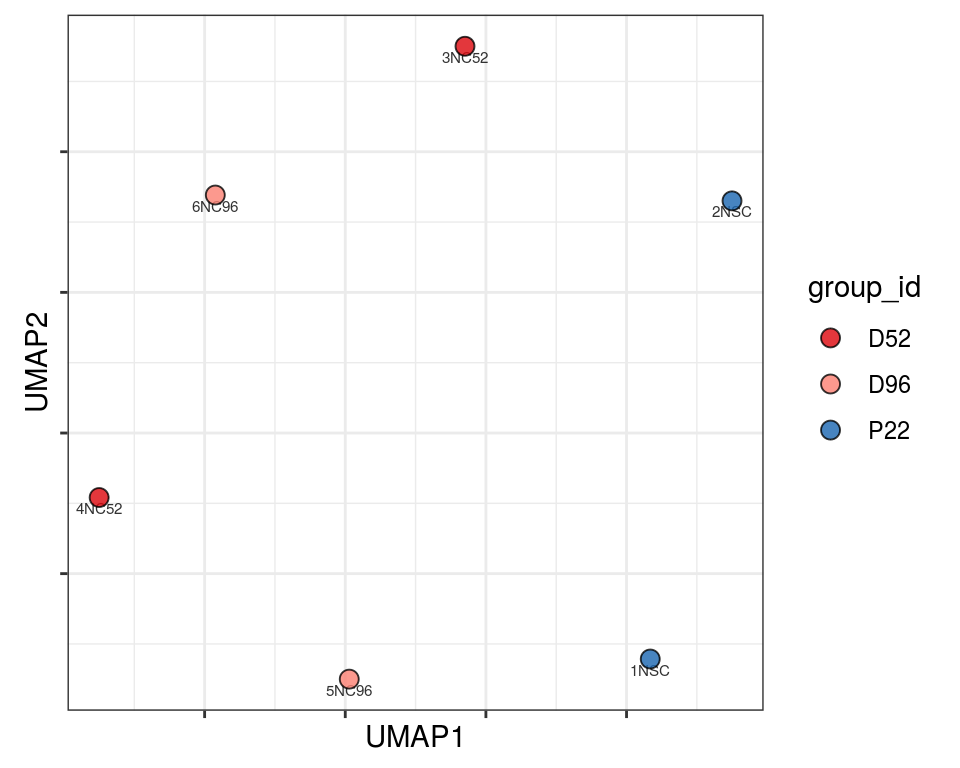 3NC52
6NC96
2NSC
4NC52
1NSC
5NC96
UMAP1
UMAP2
group_id
D52
D96
P22